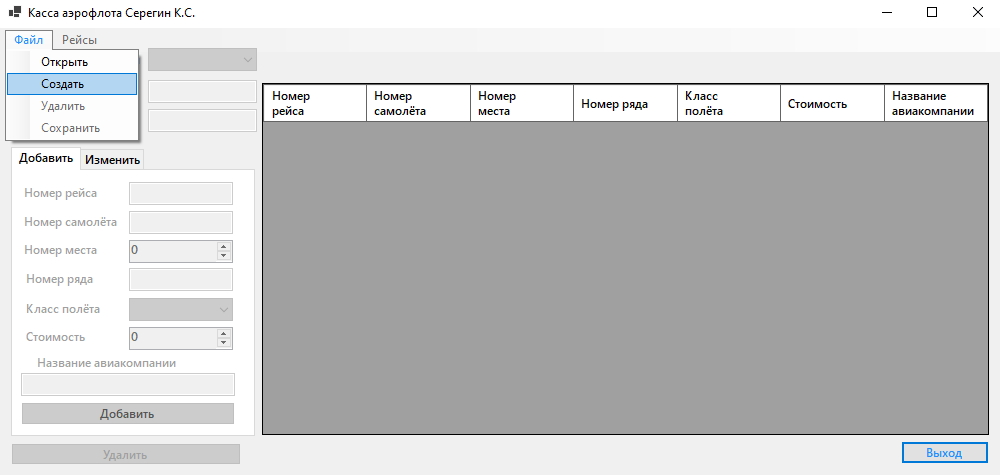 Касса аэрофлота Серегин К.С.
Файл Рейсы
Открыть
Создать
Удалить
Сохранить
Номер рейса
Номер самолёта
Номер места
Номер ряда
Класс полёта
Стоимость
Название авиакомпании
Добавить Изменить
Номер рейса
Номер самолёта
Номер места 0
Номер ряда
Класс полёта
Стоимость 0
Название авиакомпании
Добавить
Удалить
Выход